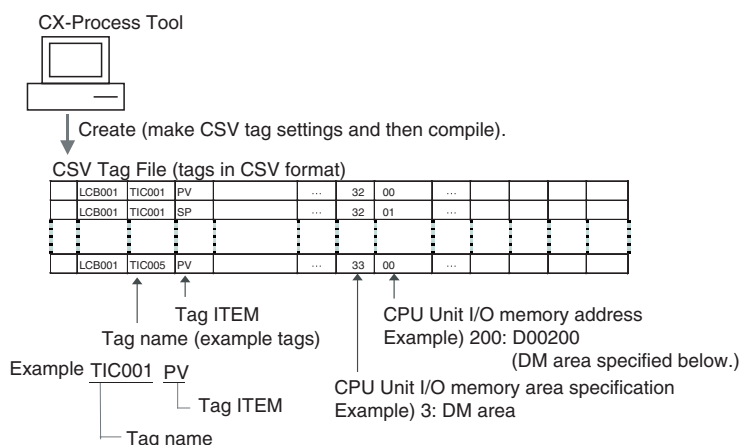 CX-Process Tool
Create (make CSV tag settings and then compile).
CSV Tag File (tags in CSV format)
LCB001 TIC001 PV ... 32 00 ...
LCB001 TIC001 SP ... 32 01 ...
LCB001 TIC005 PV ... 33 00 ...
Tag ITEM
Tag name (example tags)
CPU Unit I/O memory address
Example) 200: D00200
(DM area specified below.)
CPU Unit I/O memory area specification
Example) 3: DM area
Example TIC001 PV
Tag ITEM
Tag name